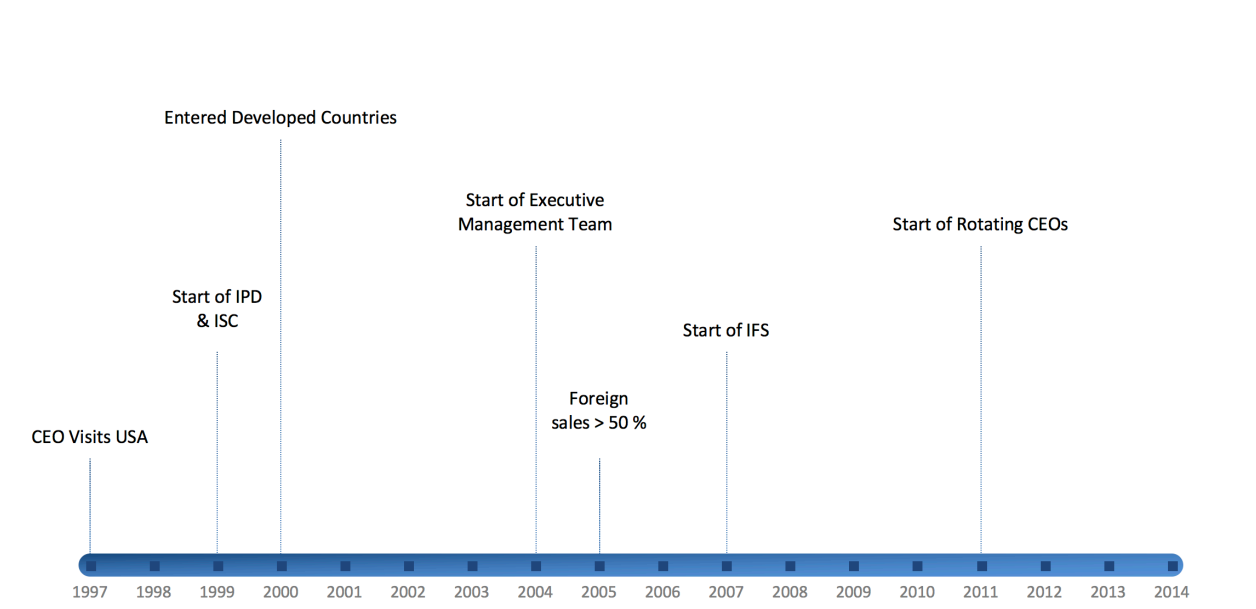 Entered Developed Countries
Start of Executive
Management Team
Start of Rotating CEOs
Start of IPD
& ISC
Start of IFS
Foreign
sales > 50 %
CEO Visits USA
1997 1998 1999 2000 2001 2002 2003 2004 2005 2006 2007 2008 2009 2010 2011 2012 2013 2014